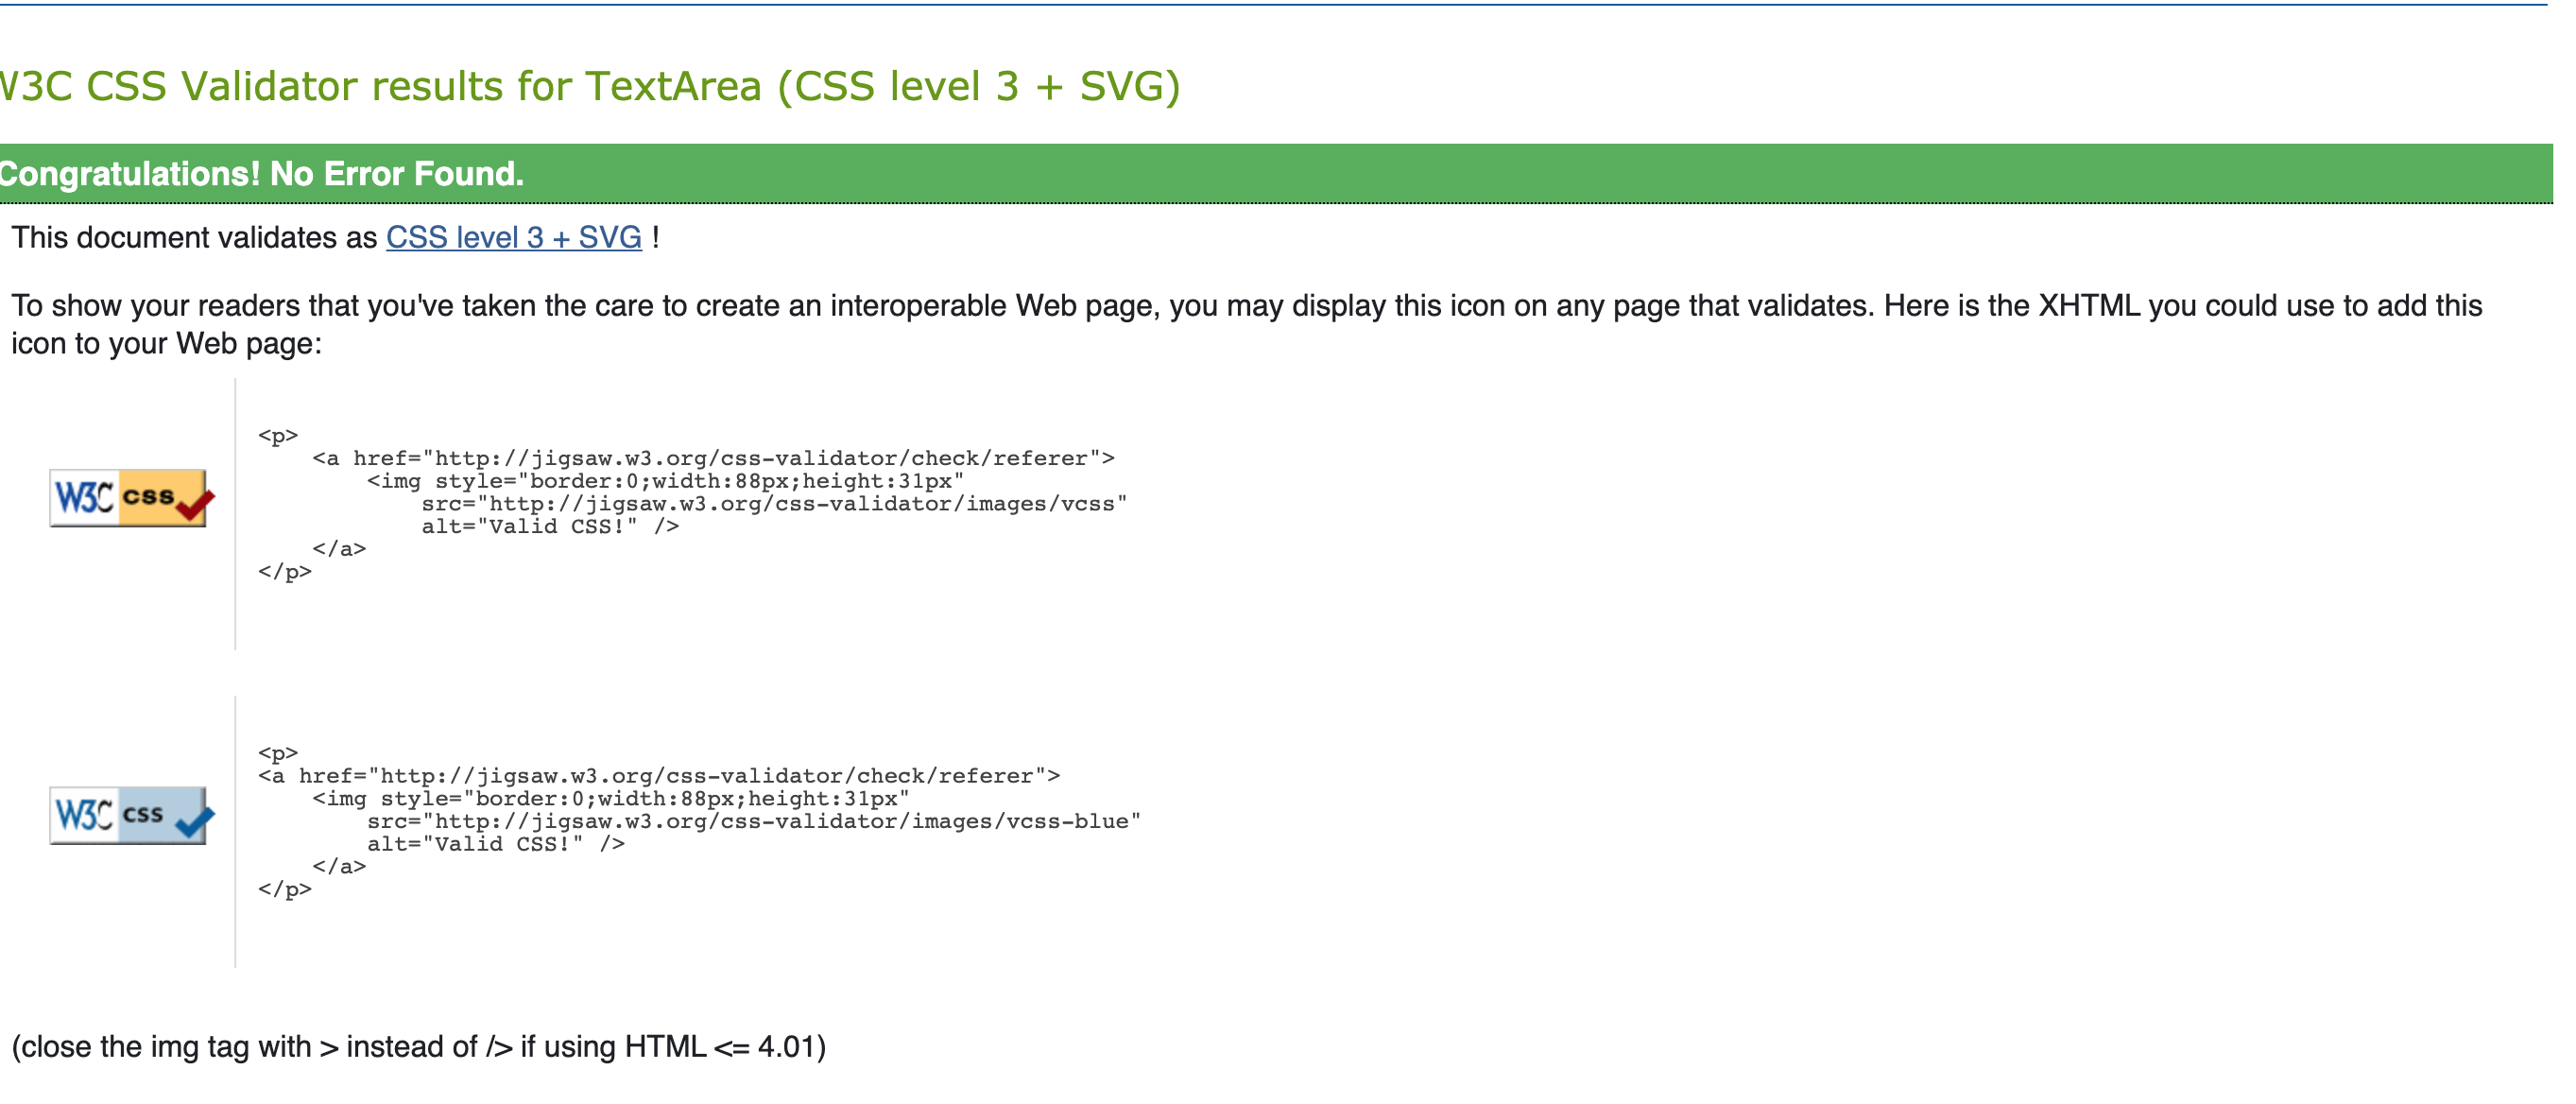 W3C CSS Validator results for TextArea (CSS level 3 + SVG)
Congratulations! No Error Found.
This document validates as CSS level 3 + SVG !
To show your readers that you've taken the care to create an interoperable Web page, you may display this icon on any page that validates. Here is the XHTML you could use to add this
icon to your Web page:
W3C css
<p>
    <a href="http://jigsaw.w3.org/css-validator/check/referer">
        <img style="border:0;width:88px;height:31px"
            src="http://jigsaw.w3.org/css-validator/images/vcss"
            alt="Valid CSS!" />
    </a>
</p>
W3C css
<p>
<a href="http://jigsaw.w3.org/css-validator/check/referer">
    <img style="border:0;width:88px;height:31px"
        src="http://jigsaw.w3.org/css-validator/images/vcss-blue"
        alt="Valid CSS!" />
    </a>
</p>
(close the img tag with > instead of /> if using HTML <= 4.01)